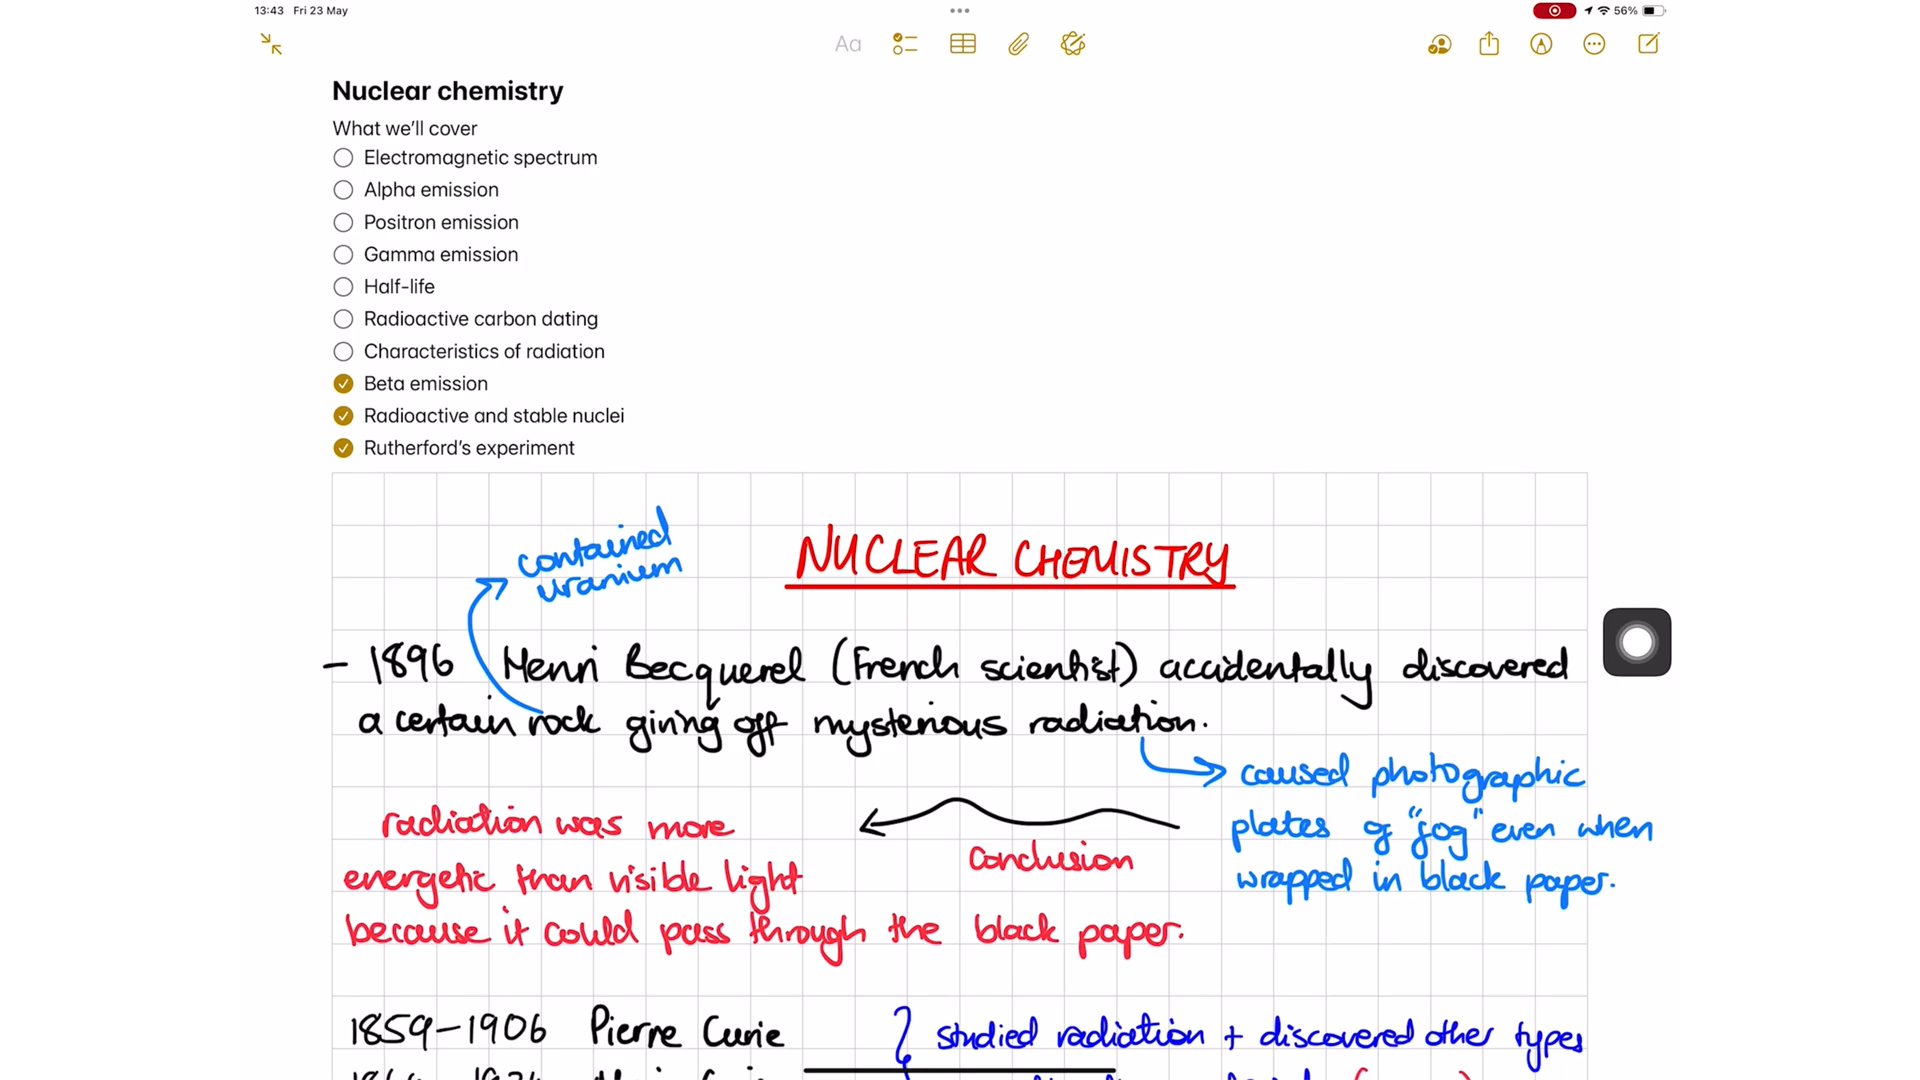 13:43 Fri 23 May
56%
Aa
Nuclear chemistry
What we'll cover
Electromagnetic spectrum
Alpha emission
Positron emission
Gamma emission
Half-life
Radioactive carbon dating
Characteristics of radiation
Beta emission
Radioactive and stable nuclei
Rutherford's experiment
contained
uranium
NUCLEAR CHEMISTRY
- 1896 Henri Becquerel (French scientist) accidentally discovered
a certain rock giving off mysterious radiation.
caused photographic
plates of "fog" even when
wrapped in black paper.
Conclusion
radiation was more
energetic than visible light
because it could pass through the black paper.
1859-1906 Pierre Curie
studied radiation + discovered other types